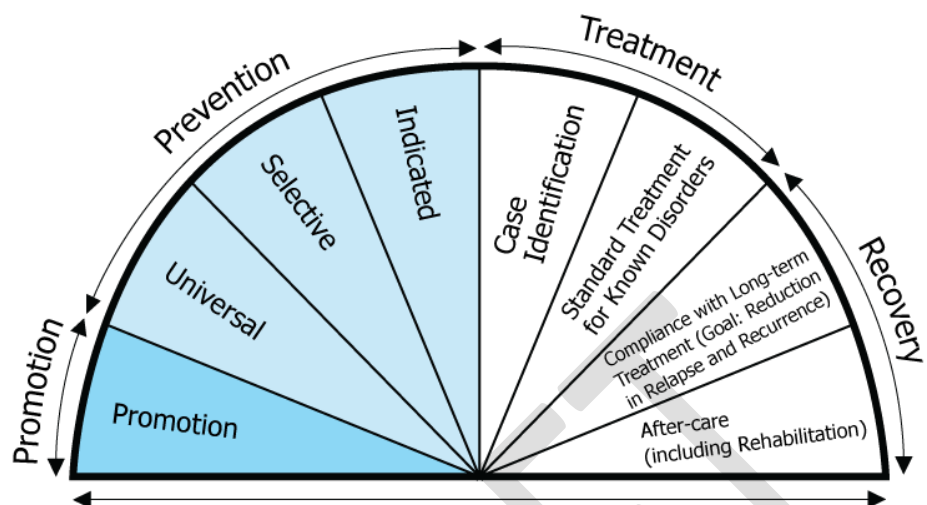 Promotion
Prevention
Treatment
Recovery
Promotion
Universal
Selective
Indicated
Case
Identification
Standard Treatment
for Known Disorders
Compliance with Long-term
Treatment (Goal: Reduction
in Relapse and Recurrence)
After-care
(including Rehabilitation)